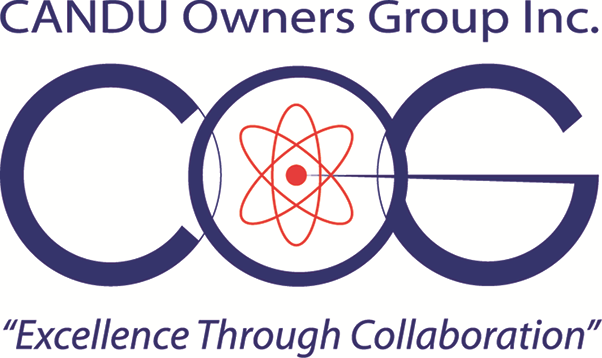 CANDU Owners Group Inc.
COG
“Excellence Through Collaboration”